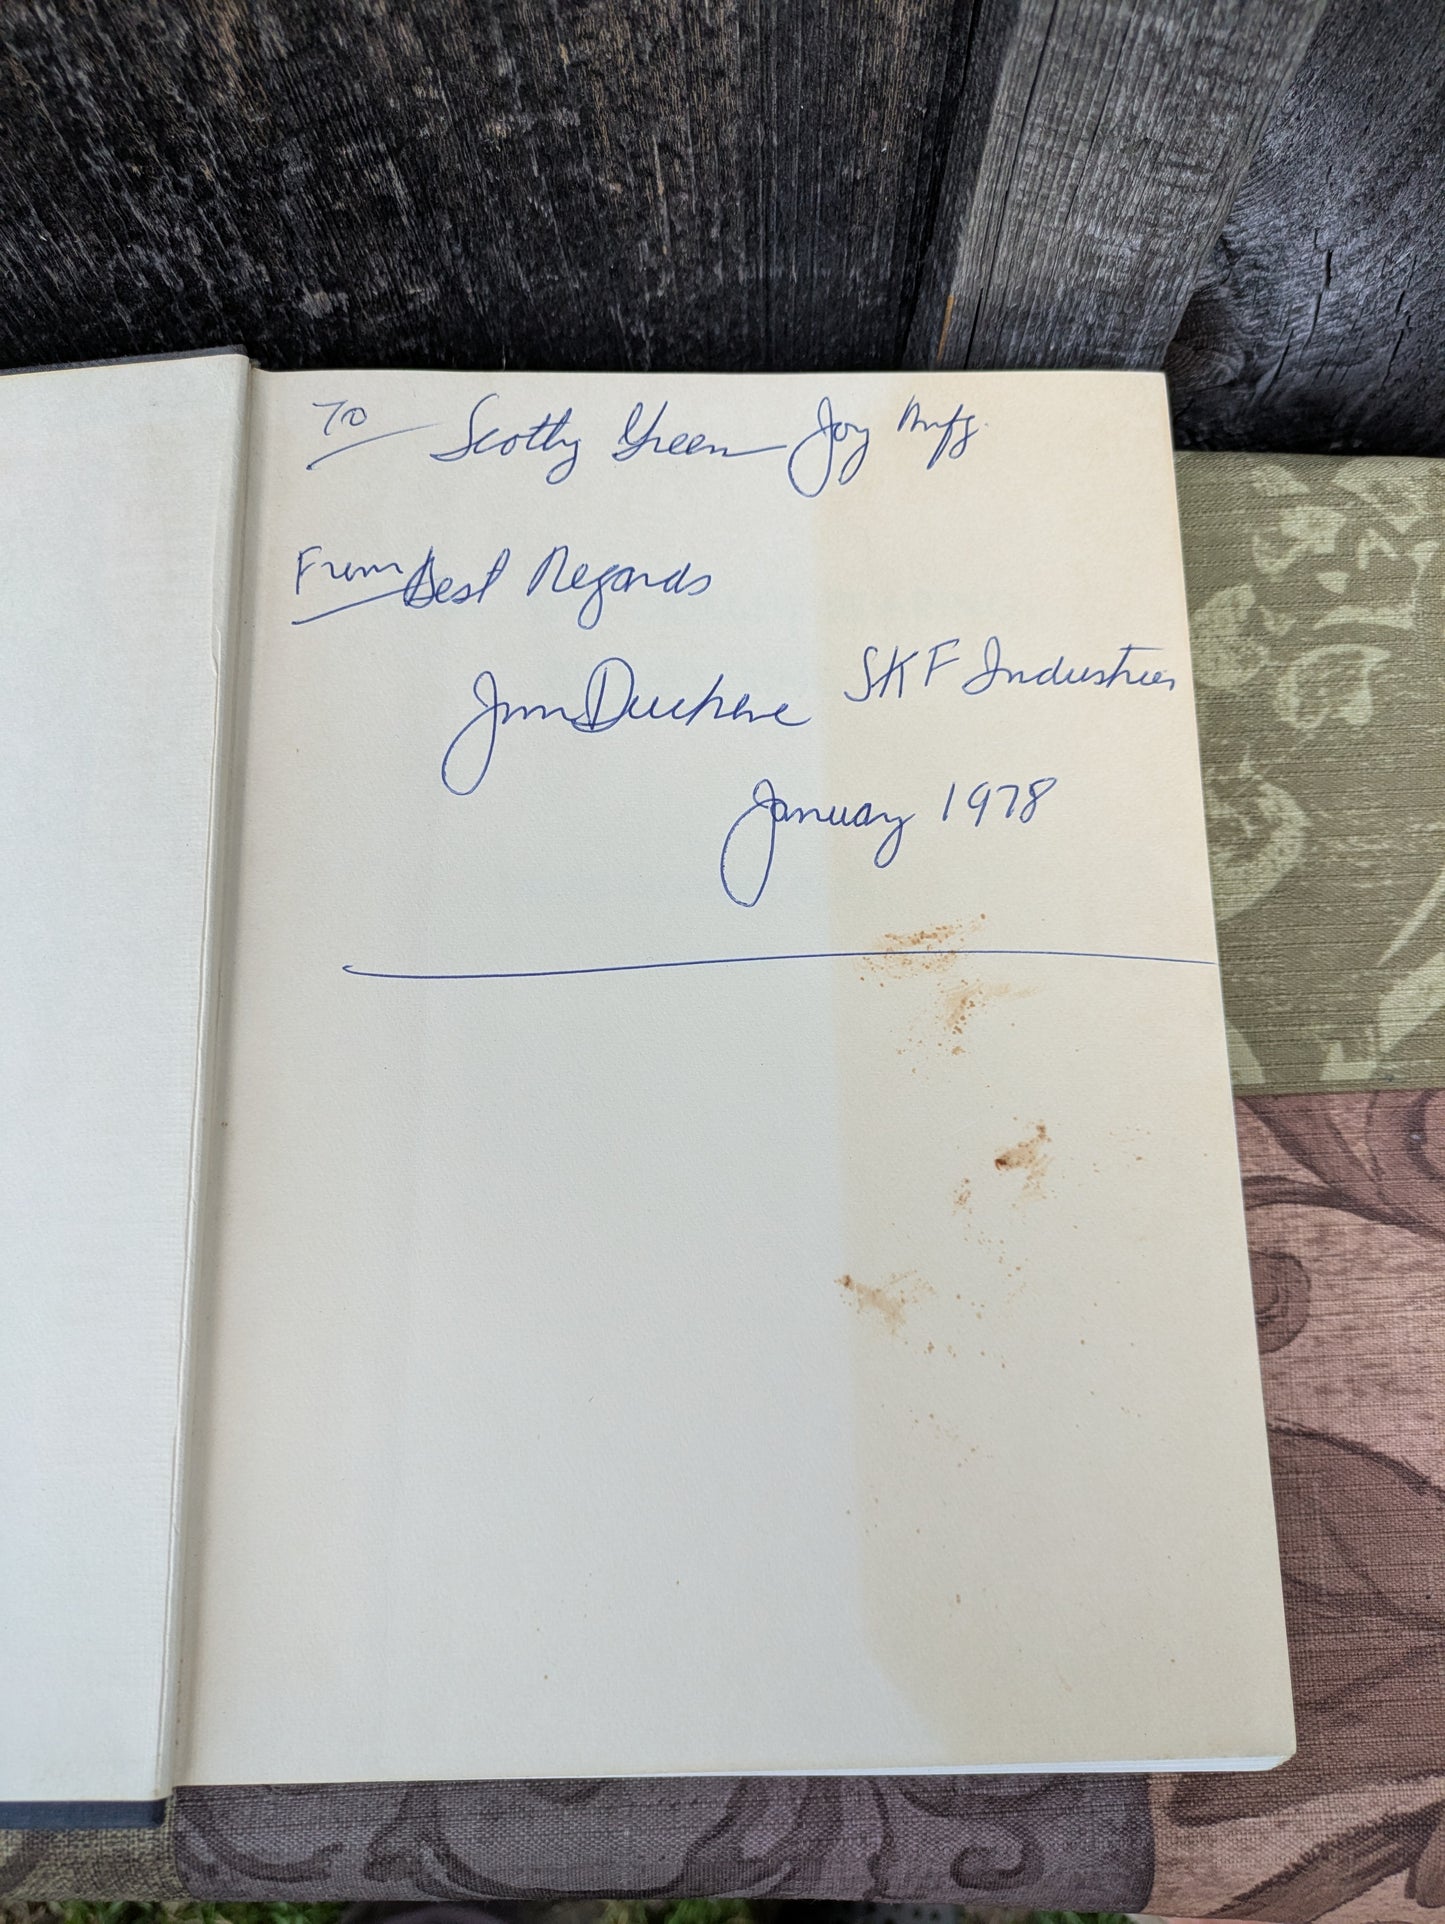 To Scotty Green Joy Mfg.
From Best Regards
Jim Duchene SKF Industries
January 1978